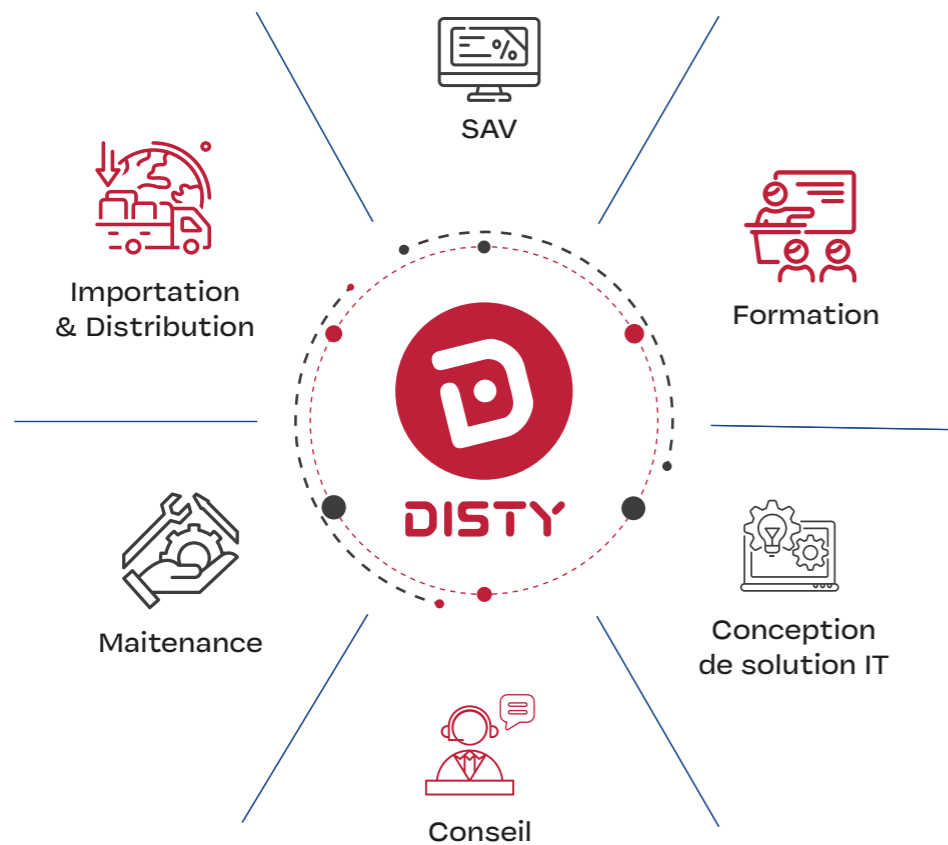 %
SAV
Importation
& Distribution
Formation
DISTY
Maitenance
Conception
de solution IT
Conseil